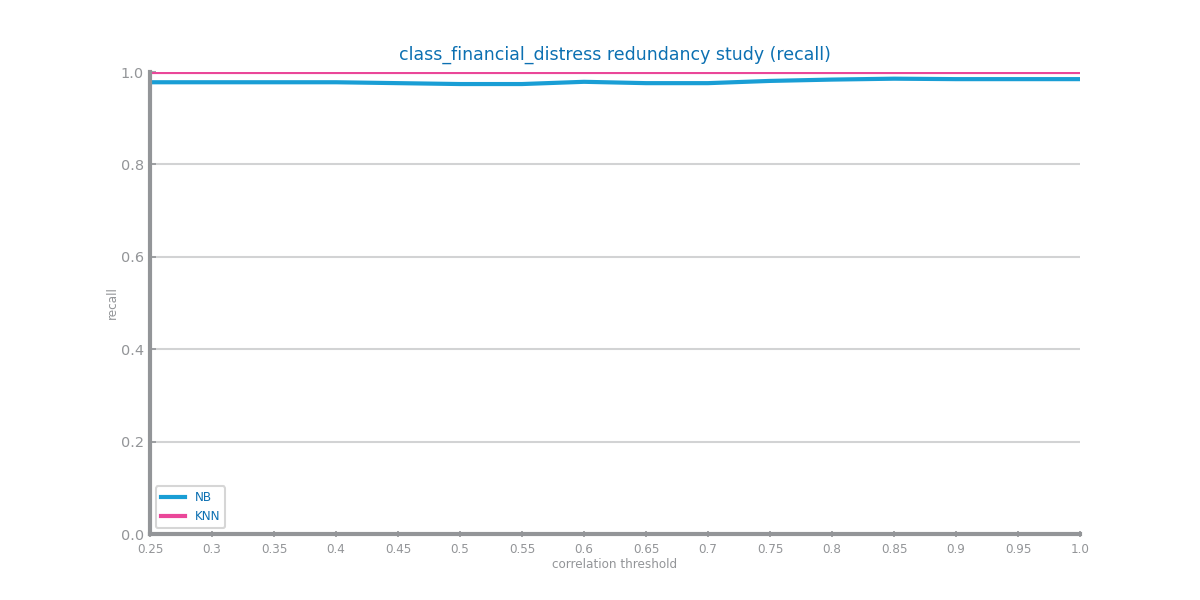 class_financial_distress redundancy study (recall)
1.0
0.8
0.6
0.4
0.2
0.0
recall
NB
KNN
0.25 0.3 0.35 0.4 0.45 0.5 0.55 0.6 0.65 0.7 0.75 0.8 0.85 0.9 0.95 1.0
correlation threshold